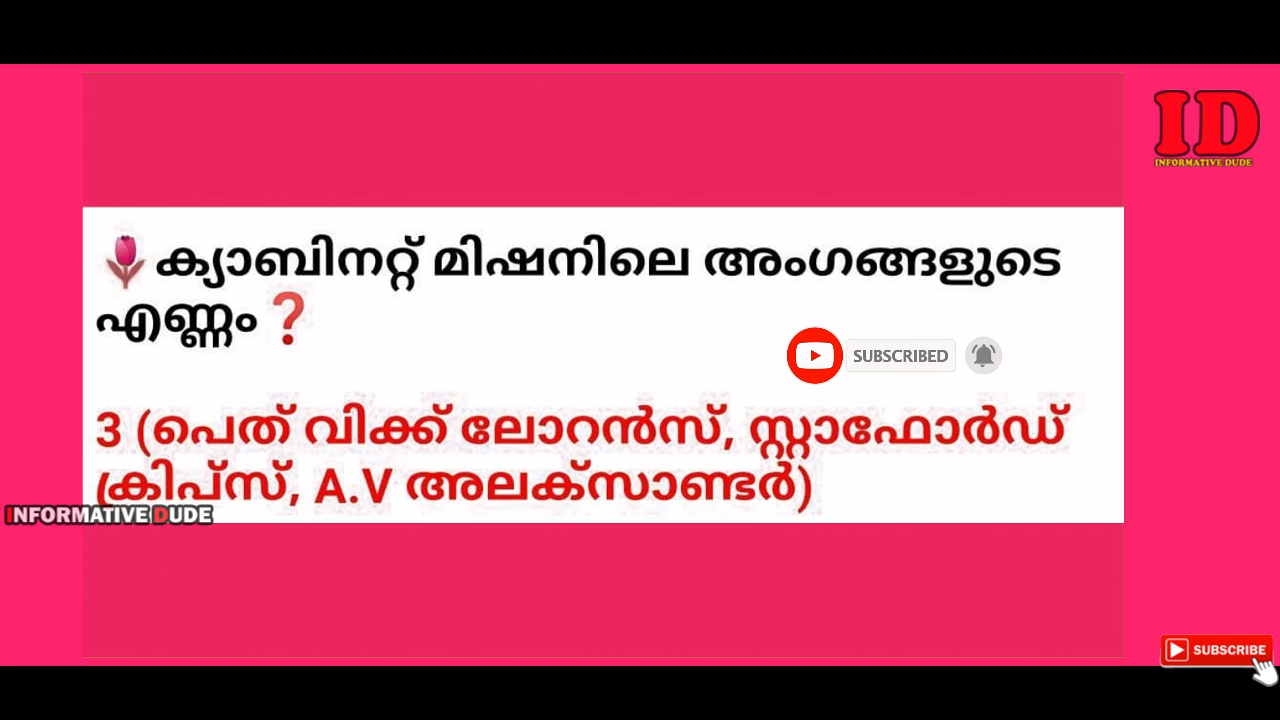 ID
INFORMATIVE DUDE
🌷ക്യാബിനറ്റ് മിഷനിലെ അംഗങ്ങളുടെ
എണ്ണം❓
SUBSCRIBED
3 (പെത് വിക്ക് ലോറൻസ്, സ്റ്റാഫോർഡ്
ക്രിപ്സ്, A.V അലക്സാണ്ടർ)
INFORMATIVE DUDE
SUBSCRIBE